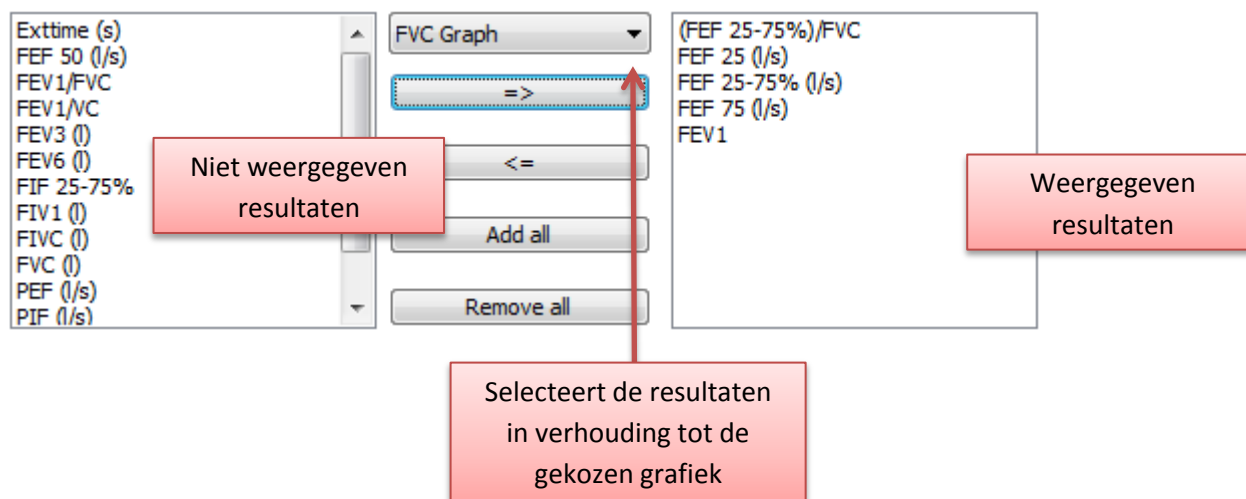 Exttime (s)
FEF 50 (l/s)
FEV1/FVC
FEV1/VC
FEV3 (l)
FEV6 (l)
FIF 25-75%
FIV1 (l)
FIVC (l)
FVC (l)
PEF (l/s)
PIF (l/s)
Niet weergegeven
resultaten
FVC Graph
=>
<=
Add all
Remove all
(FEF 25-75%)/FVC
FEF 25 (l/s)
FEF 25-75% (l/s)
FEF 75 (l/s)
FEV1
Weergegeven
resultaten
Selecteert de resultaten
in verhouding tot de
gekozen grafiek